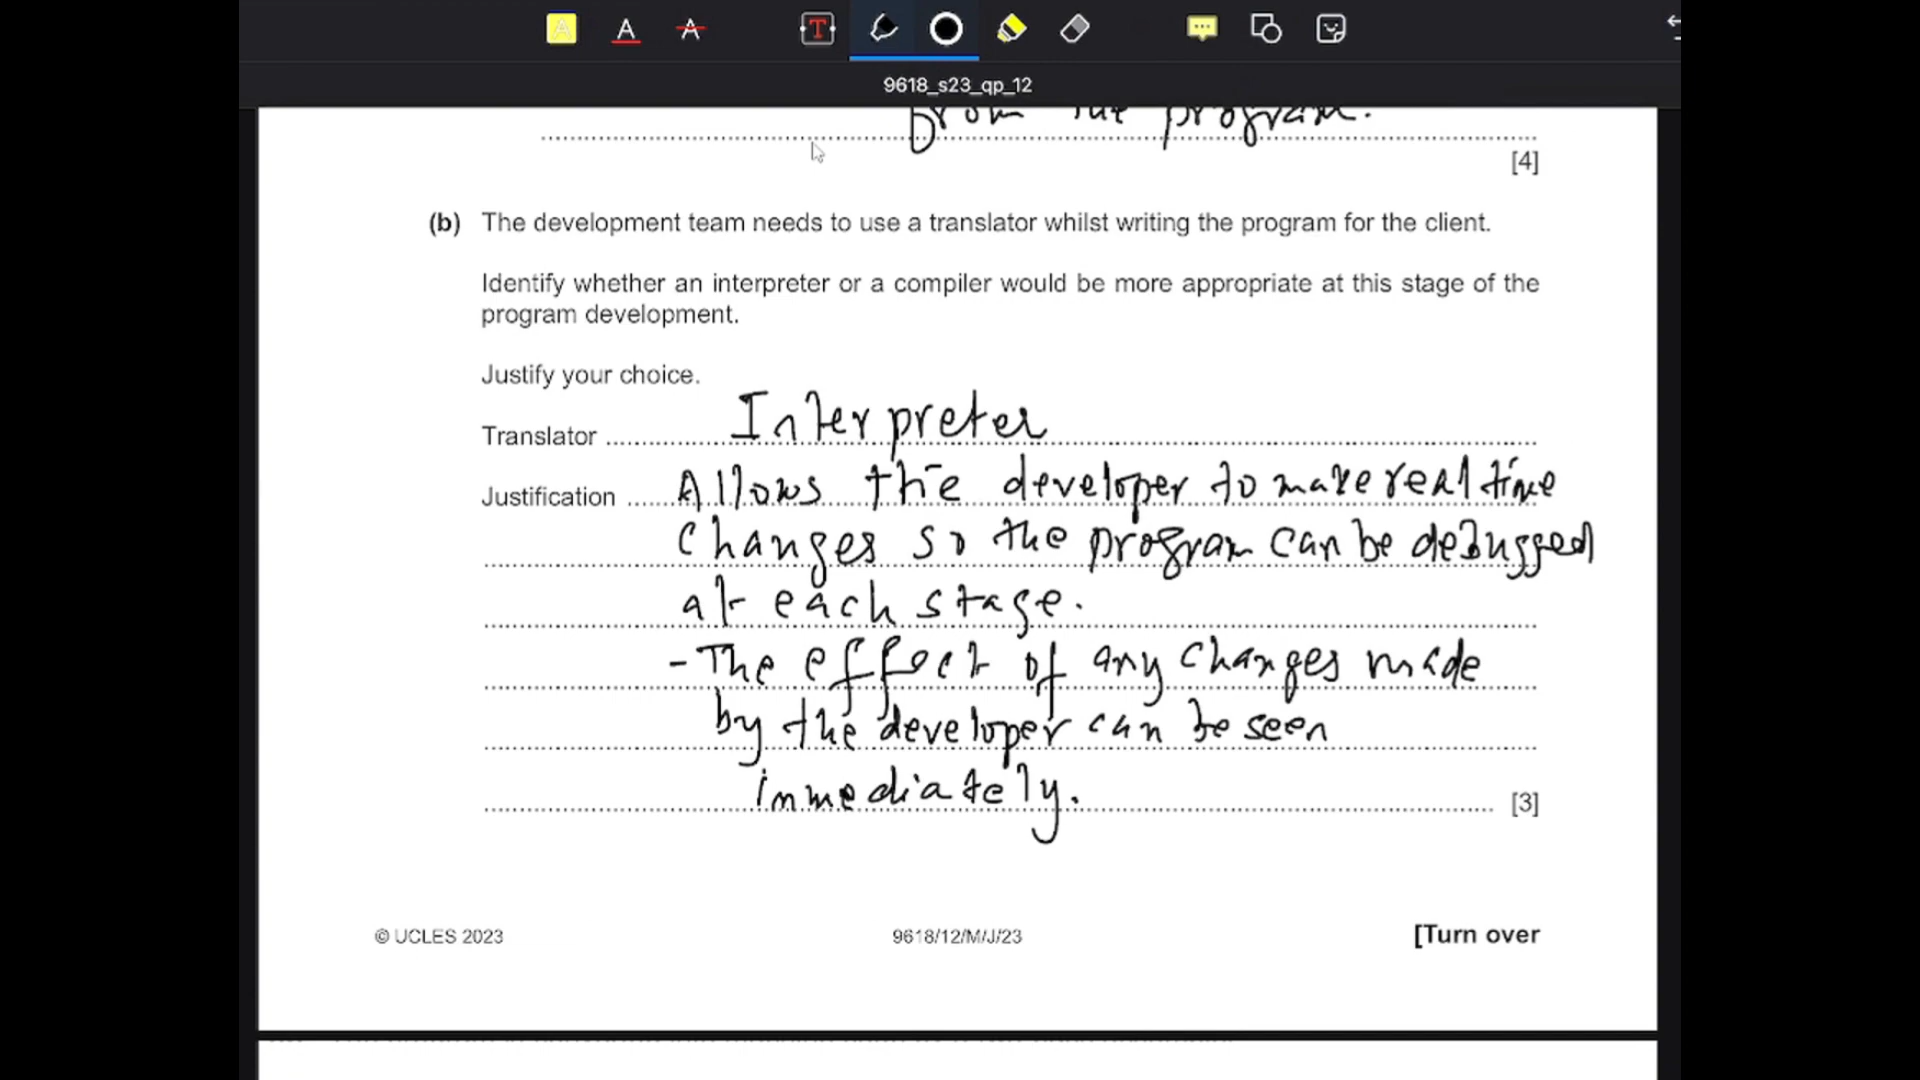 9618_s23_qp_12
from the program.
[4]
(b) The development team needs to use a translator whilst writing the program for the client.
Identify whether an interpreter or a compiler would be more appropriate at this stage of the
program development.
Justify your choice.
Translator Interpreter
Justification Allows the developer to make real time
changes so the program can be debugged
at each stage.
- The effect of any changes made
by the developer can be seen
immediately.
[3]
© UCLES 2023 9618/12/M/J/23 [Turn over